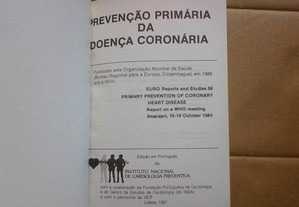 PREVENÇÃO PRIMÁRIA
DA
DOENÇA CORONÁRIA
Publicado pela Organização Mundial da Saúde
(Bureau Regional para a Europa, Copenhague) em 1985
sob o título
EURO Reports and Studies 98
PRIMARY PREVENTION OF CORONARY
HEART DISEASE
Report on a WHO meeting
Anacapri, 15-19 October 1984
Edição em Português
do
INSTITUTO NACIONAL
DE CARDIOLOGIA PREVENTIVA
com a colaboração da Fundação Portuguesa de Cardiologia
e do Centro de Estudos de Cardiologia do INSA
e com o patrocínio da
Lisboa 1987